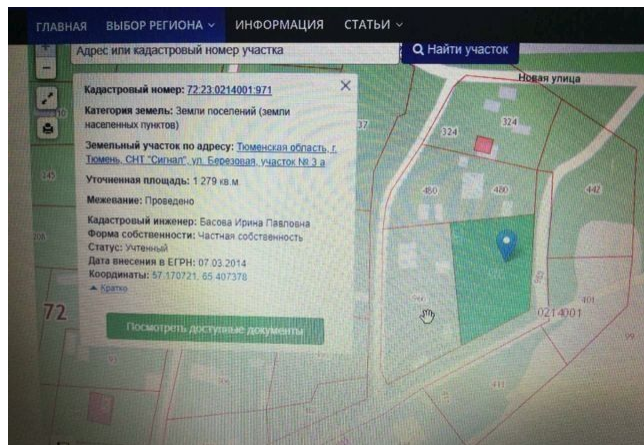 ГЛАВНАЯ ВЫБОР РЕГИОНА ИНФОРМАЦИЯ СТАТЬИ
Адрес или кадастровый номер участка Найти участок
Кадастровый номер: 72:23:0214001:971
Категория земель: Земли поселений (земли
населенных пунктов)
Земельный участок по адресу: Тюменская область, г.
Тюмень, СНТ "Сигнал", ул. Березовая, участок № 3 а
Уточненная площадь: 1 279 кв.м.
Межевание: Проведено
Кадастровый инженер: Басова Ирина Павловна
Форма собственности: Частная собственность
Статус: Учтенный
Дата внесения в ЕГРН: 07.03.2014
Координаты: 57.170721, 65.407378
Кратко
Посмотреть доступные документы
Новая улица
37
324
324
480
480
442
401
0214001
72
411